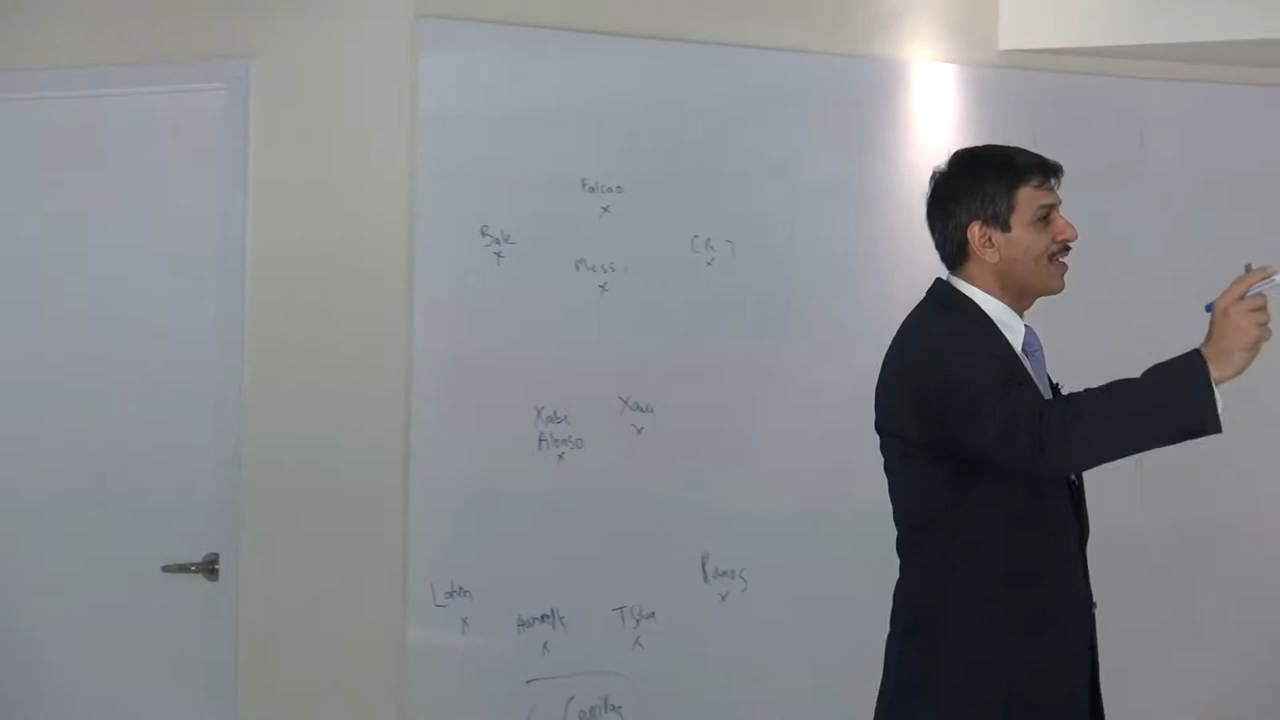 Falcao
Bale
CR 7
Messi
Xabi
Alonso
Xavi
Ramos
Lahm
T Silva
Casillas